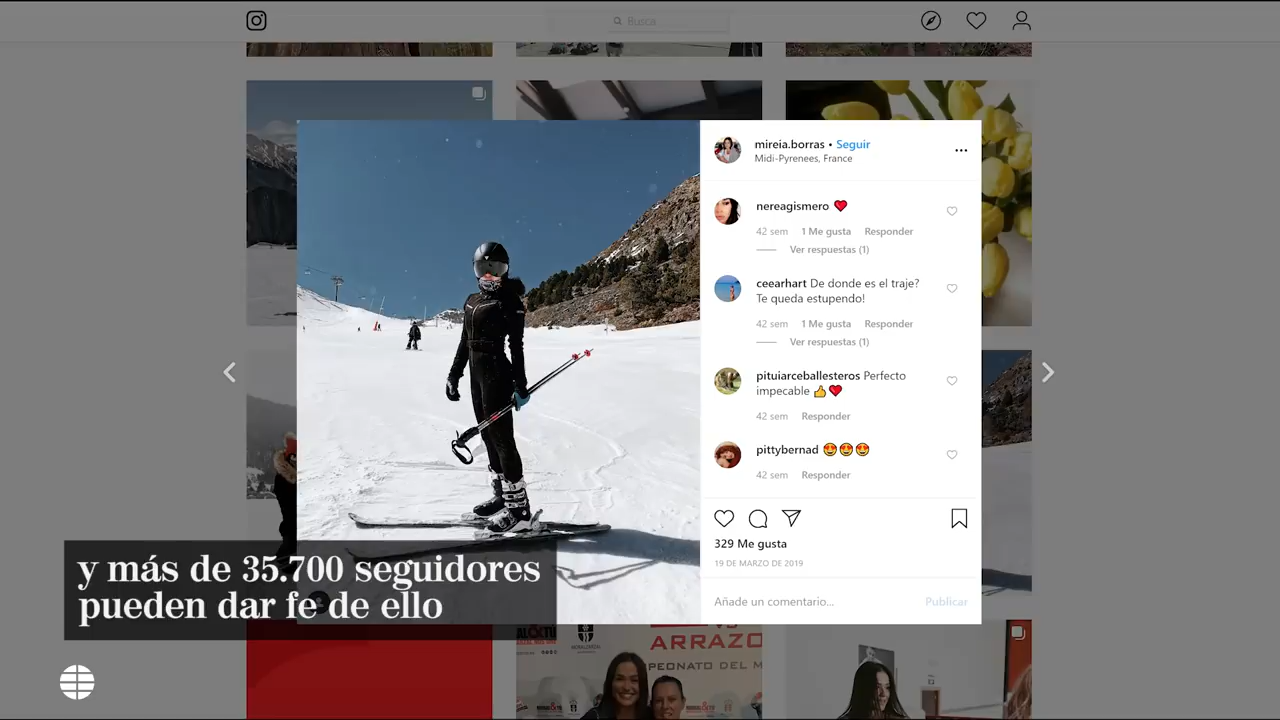 Busca
mireia.borras • Seguir
Midi-Pyrenees, France
nereagismero ❤️
42 sem 1 Me gusta Responder
Ver respuestas (1)
ceearhart De donde es el traje?
Te queda estupendo!
42 sem 1 Me gusta Responder
Ver respuestas (1)
pituiarceballesteros Perfecto
impecable 👍❤️
42 sem Responder
pittybernad 😍😍😍
42 sem Responder
329 Me gusta
19 DE MARZO DE 2019
Añade un comentario... Publicar
y más de 35.700 seguidores
pueden dar fe de ello
ARRAZO
PEONATO DEL M